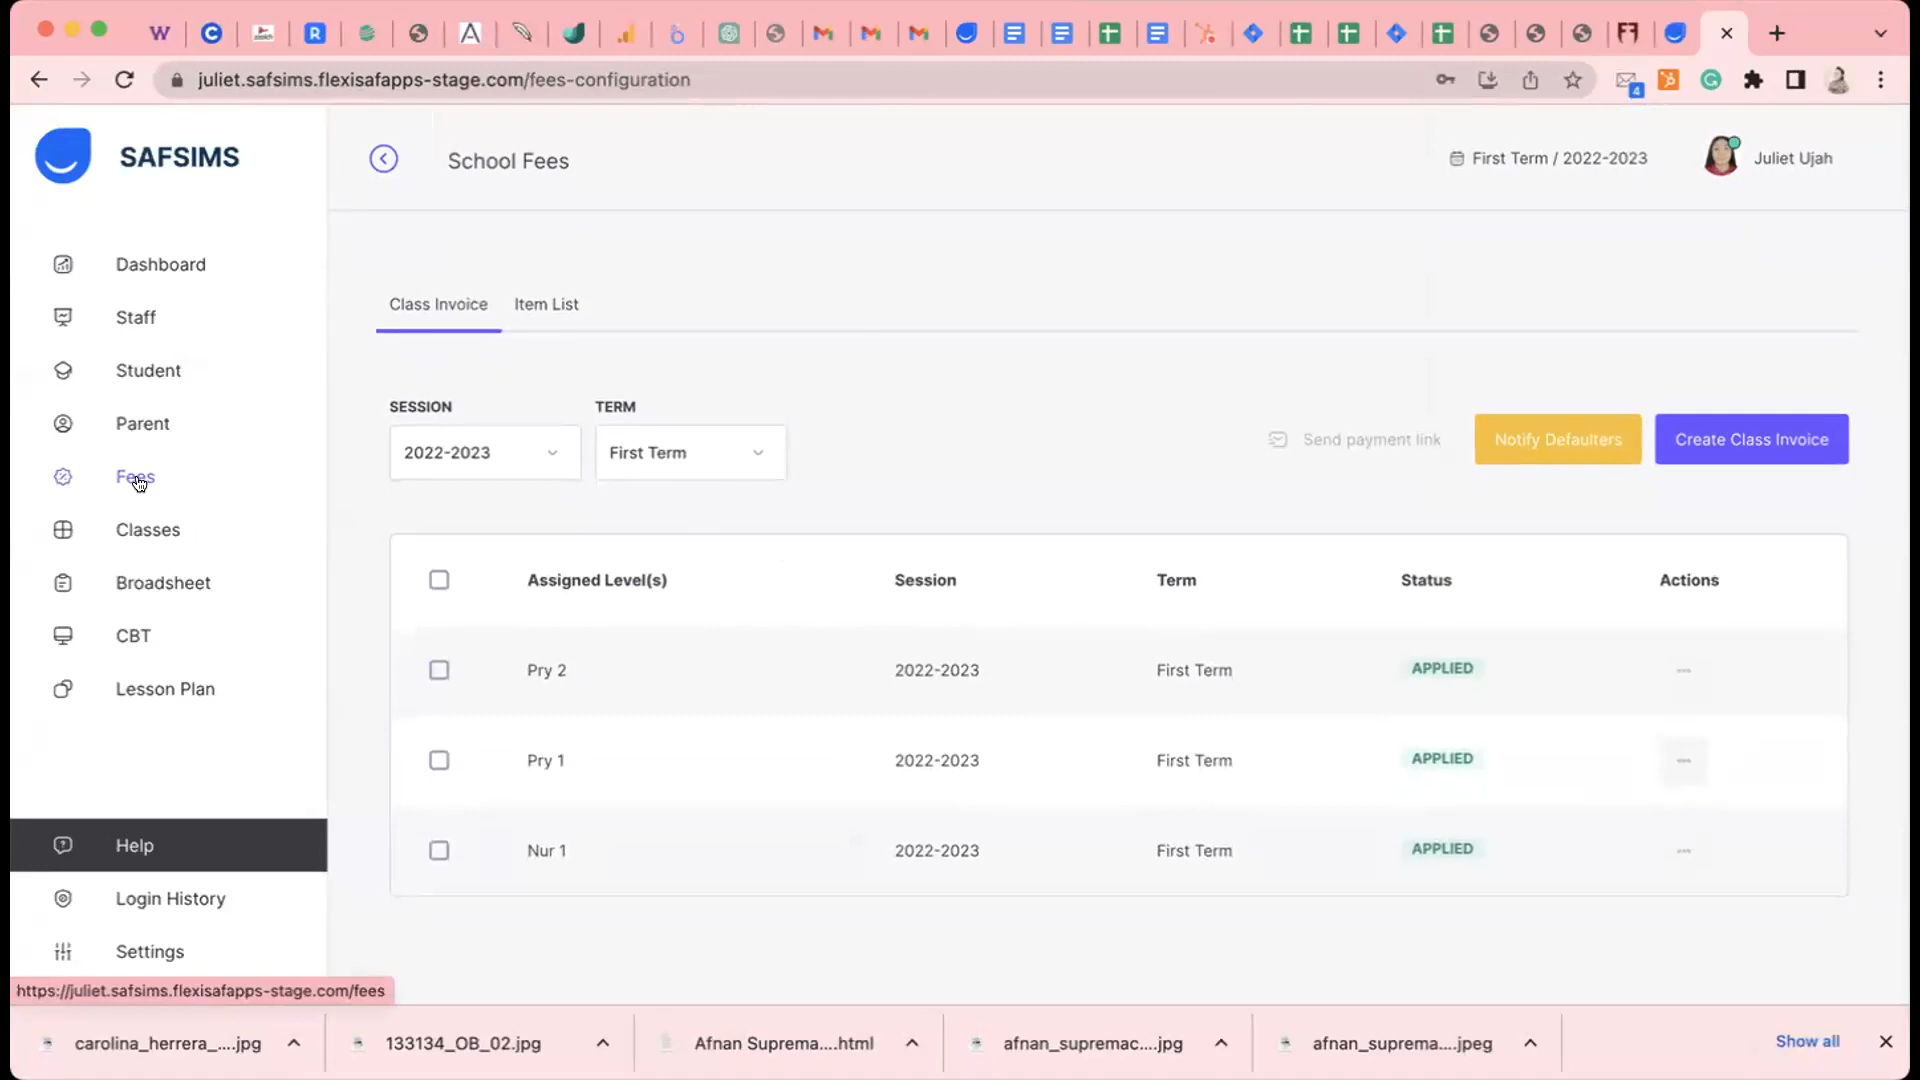 juliet.safsims.flexisafapps-stage.com/fees-configuration
4
SAFSIMS
School Fees
First Term / 2022-2023
Juliet Ujah
Dashboard
Staff
Student
Parent
Fees
Classes
Broadsheet
CBT
Lesson Plan
Help
Login History
Settings
Class Invoice
Item List
SESSION
TERM
2022-2023
First Term
Send payment link
Notify Defaulters
Create Class Invoice
Assigned Level(s)
Session
Term
Status
Actions
Pry 2
2022-2023
First Term
APPLIED
Pry 1
2022-2023
First Term
APPLIED
Nur 1
2022-2023
First Term
APPLIED
https://juliet.safsims.flexisafapps-stage.com/fees
carolina_herrera_....jpg
133134_OB_02.jpg
Afnan Suprema....html
afnan_supremac....jpg
afnan_suprema....jpeg
Show all